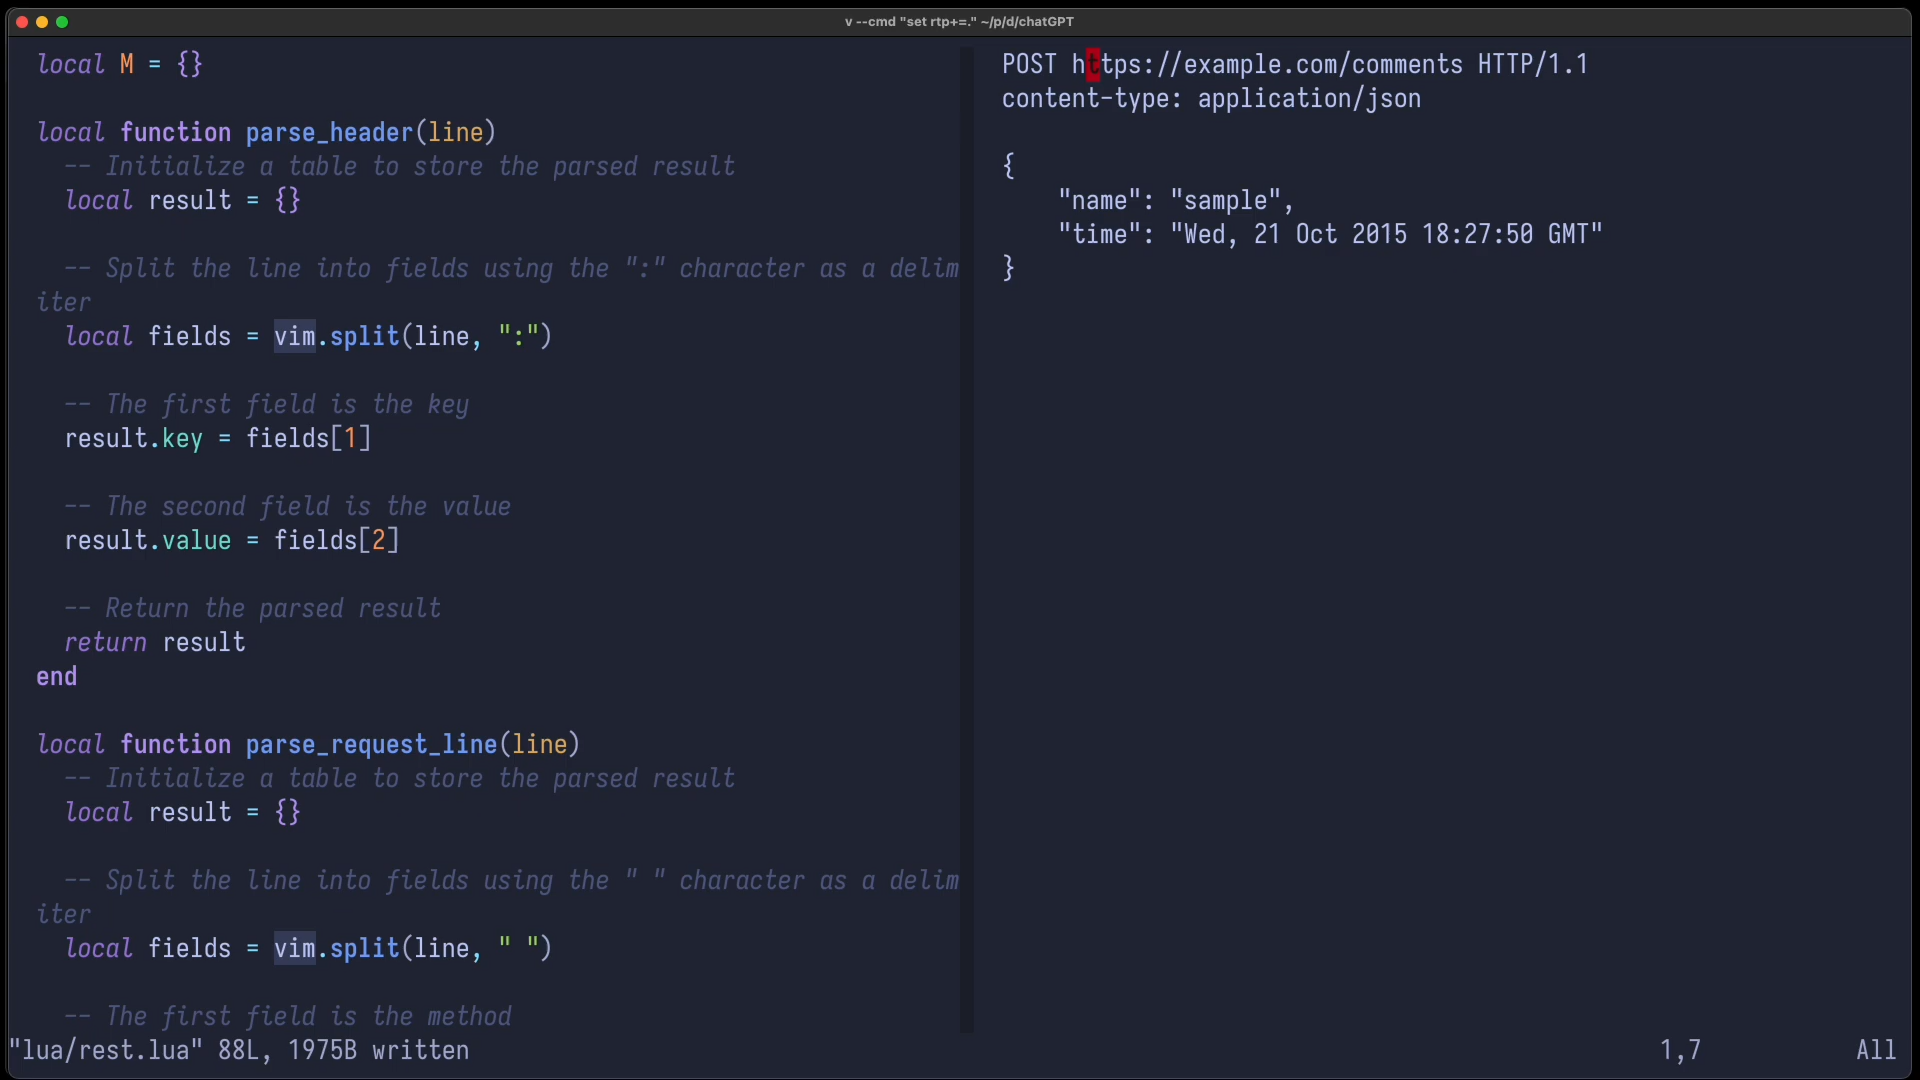 v --cmd "set rtp+=." ~/p/d/chatGPT
local M = {}
local function parse_header(line)
-- Initialize a table to store the parsed result
local result = {}
-- Split the line into fields using the ":" character as a delim
iter
local fields = vim.split(line, ":")
-- The first field is the key
result.key = fields[1]
-- The second field is the value
result.value = fields[2]
-- Return the parsed result
return result
end
local function parse_request_line(line)
-- Initialize a table to store the parsed result
local result = {}
-- Split the line into fields using the " " character as a delim
iter
local fields = vim.split(line, " ")
-- The first field is the method
POST https://example.com/comments HTTP/1.1
content-type: application/json
{
"name": "sample",
"time": "Wed, 21 Oct 2015 18:27:50 GMT"
}
"lua/rest.lua" 88L, 1975B written
1,7
All